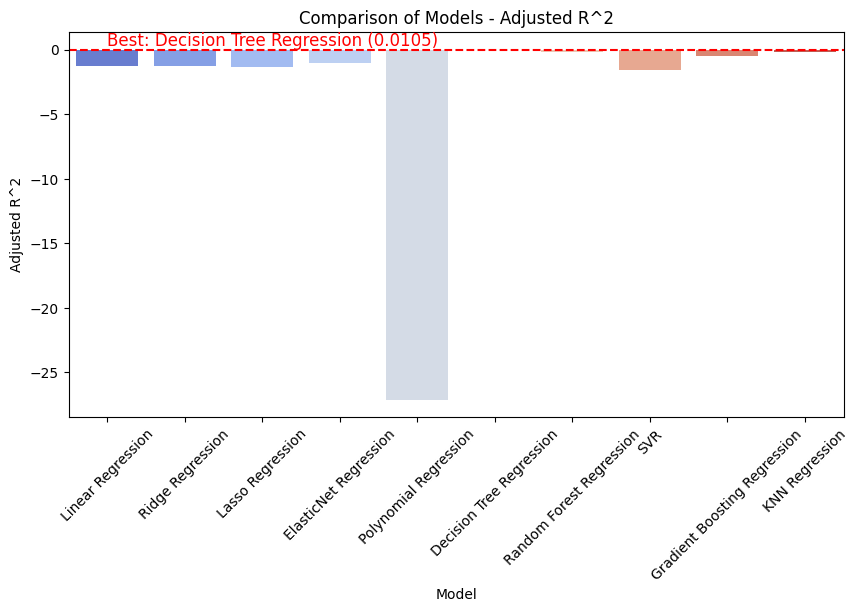 Comparison of Models - Adjusted R^2
Best: Decision Tree Regression (0.0105)
0
−5
−10
−15
−20
−25
Adjusted R^2
Linear Regression
Ridge Regression
Lasso Regression
ElasticNet Regression
Polynomial Regression
Decision Tree Regression
Random Forest Regression
SVR
Gradient Boosting Regression
KNN Regression
Model